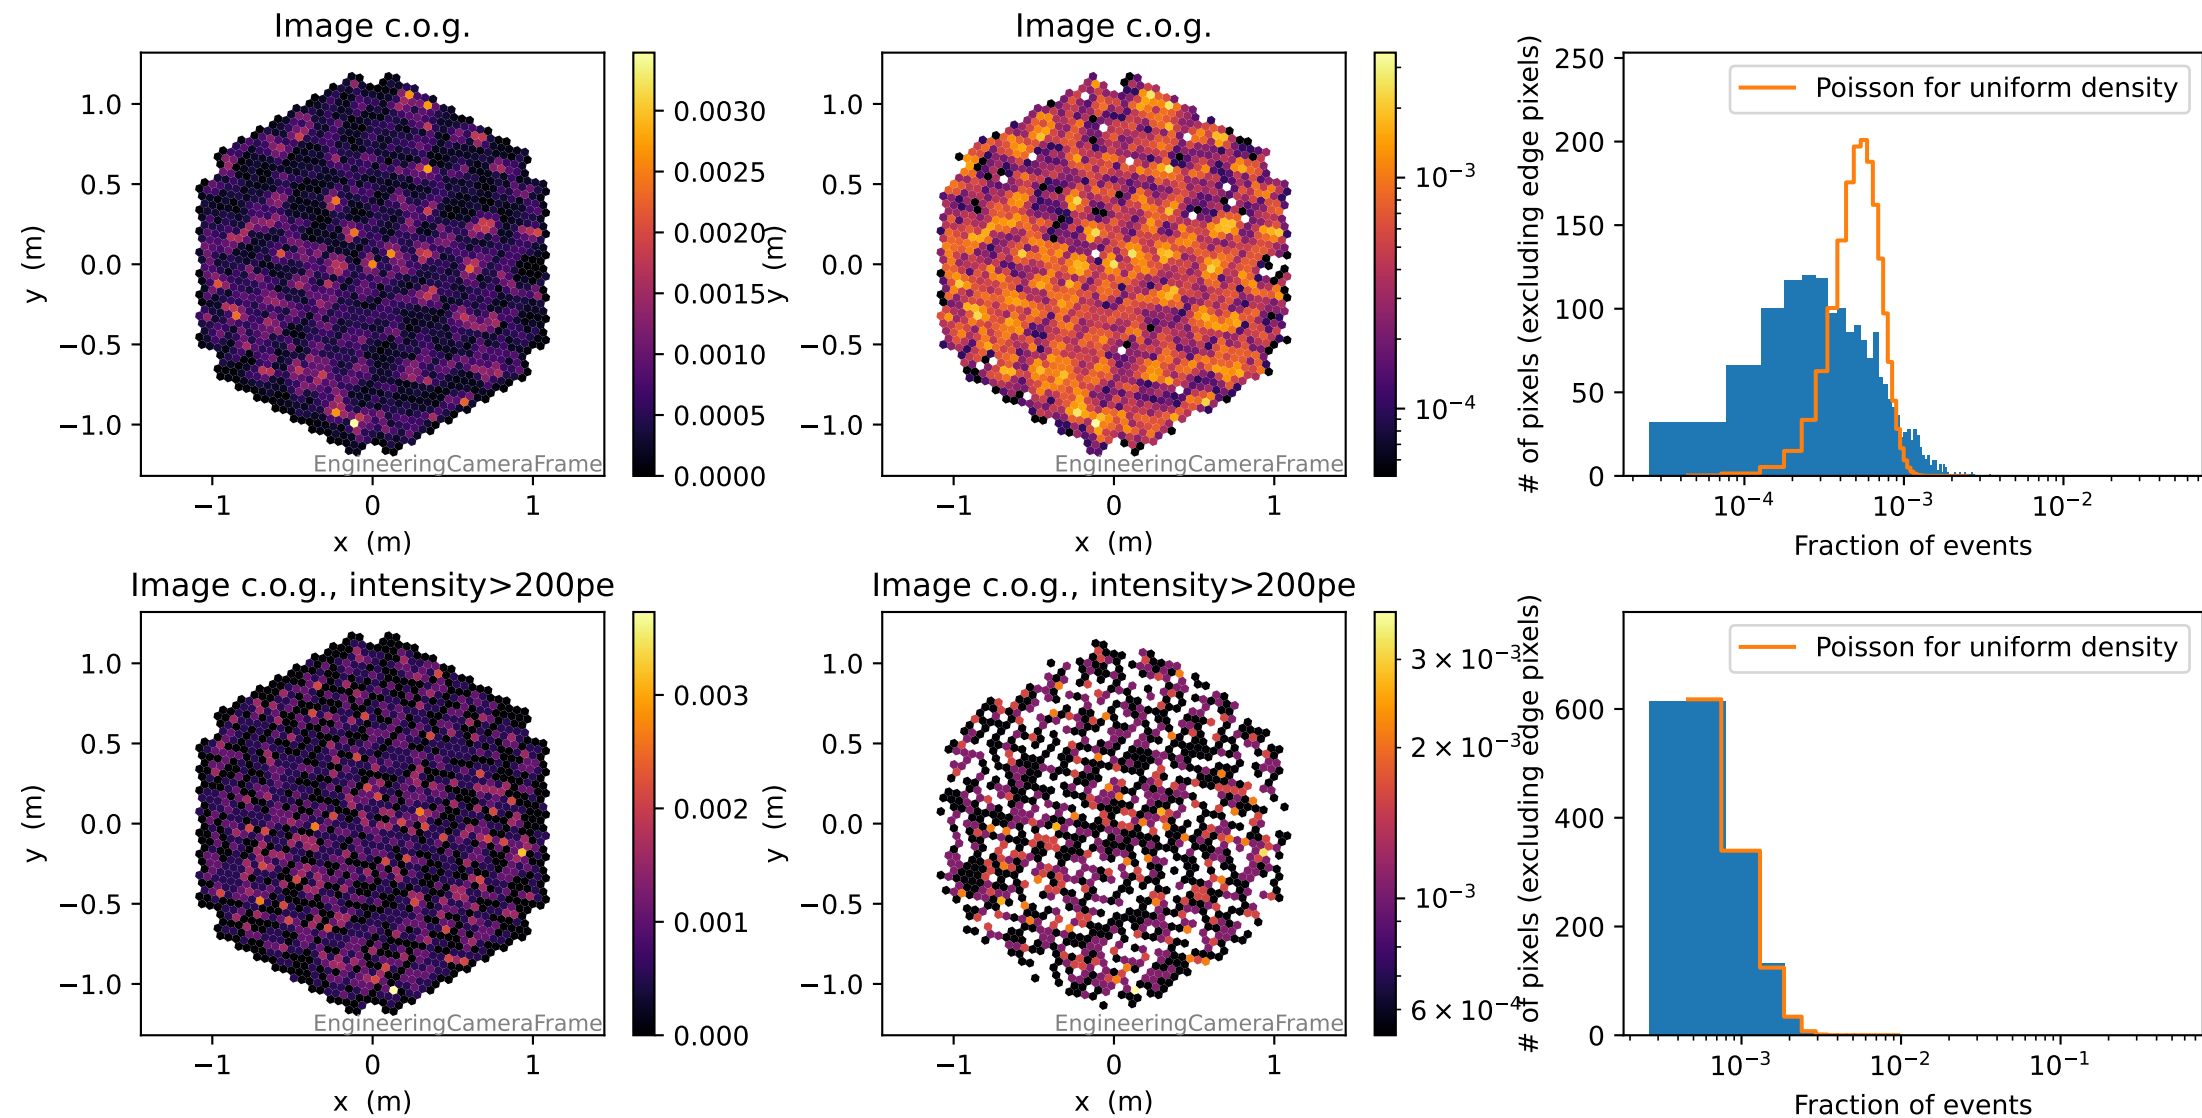 Image c.o.g.
1.0
0.5
0.0
−0.5
−1.0
y (m)
−1
0
1
x (m)
EngineeringCameraFrame
0.0030
0.0025
0.0020
0.0015
0.0010
0.0005
0.0000
Image c.o.g.
1.0
0.5
0.0
−0.5
−1.0
y (m)
−1
0
1
x (m)
EngineeringCameraFrame
10⁻³
10⁻⁴
# of pixels (excluding edge pixels)
250
200
150
100
50
0
Poisson for uniform density
10⁻⁴
10⁻³
10⁻²
Fraction of events
Image c.o.g., intensity>200pe
1.0
0.5
0.0
−0.5
−1.0
y (m)
−1
0
1
x (m)
EngineeringCameraFrame
0.003
0.002
0.001
0.000
Image c.o.g., intensity>200pe
1.0
0.5
0.0
−0.5
−1.0
y (m)
−1
0
1
x (m)
EngineeringCameraFrame
3 × 10⁻³
2 × 10⁻³
10⁻³
6 × 10⁻⁴
# of pixels (excluding edge pixels)
600
400
200
0
Poisson for uniform density
10⁻³
10⁻²
10⁻¹
Fraction of events